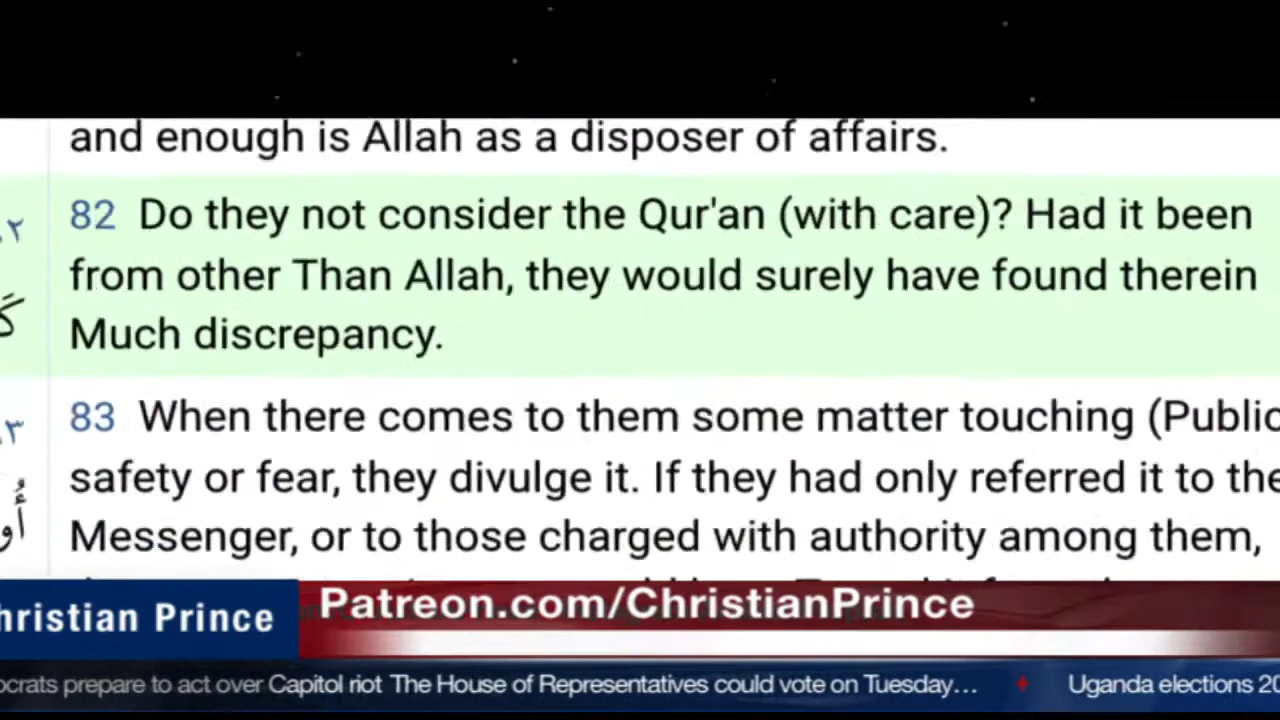 and enough is Allah as a disposer of affairs.
82 Do they not consider the Qur'an (with care)? Had it been
from other Than Allah, they would surely have found therein
Much discrepancy.
83 When there comes to them some matter touching (Public
safety or fear, they divulge it. If they had only referred it to the
Messenger, or to those charged with authority among them,
hristian Prince
Patreon.com/ChristianPrince
ocrats prepare to act over Capitol riot The House of Representatives could vote on Tuesday... Uganda elections 20